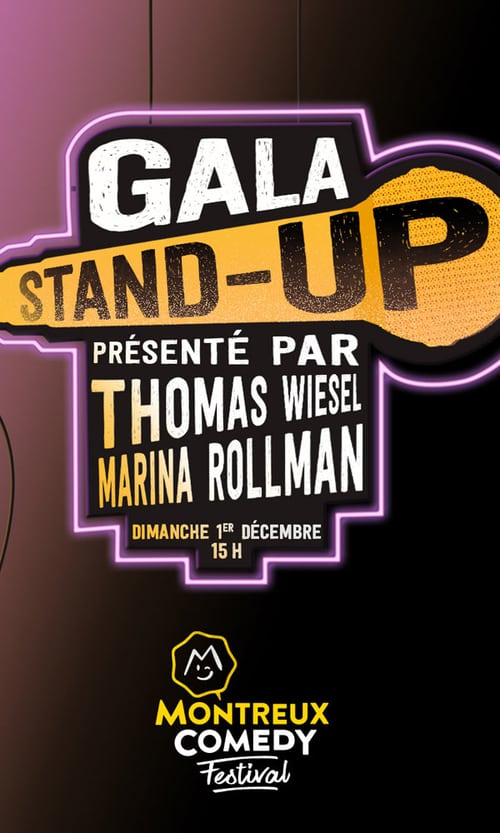 GALA
STAND-UP
PRÉSENTÉ PAR
THOMAS WIESEL
MARINA ROLLMAN
DIMANCHE 1ER DÉCEMBRE
15 H
M
MONTREUX
COMEDY
Festival